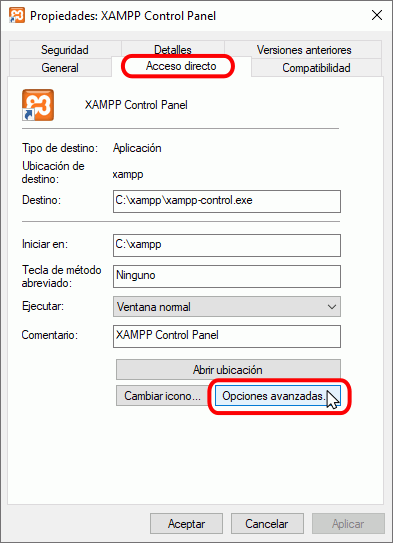 Propiedades: XAMPP Control Panel
Seguridad Detalles Versiones anteriores
General Acceso directo Compatibilidad
XAMPP Control Panel
Tipo de destino: Aplicación
Ubicación de destino: xampp
Destino: C:\xampp\xampp-control.exe
Iniciar en: C:\xampp
Tecla de método abreviado: Ninguno
Ejecutar: Ventana normal
Comentario: XAMPP Control Panel
Abrir ubicación
Cambiar icono... Opciones avanzadas...
Aceptar Cancelar Aplicar